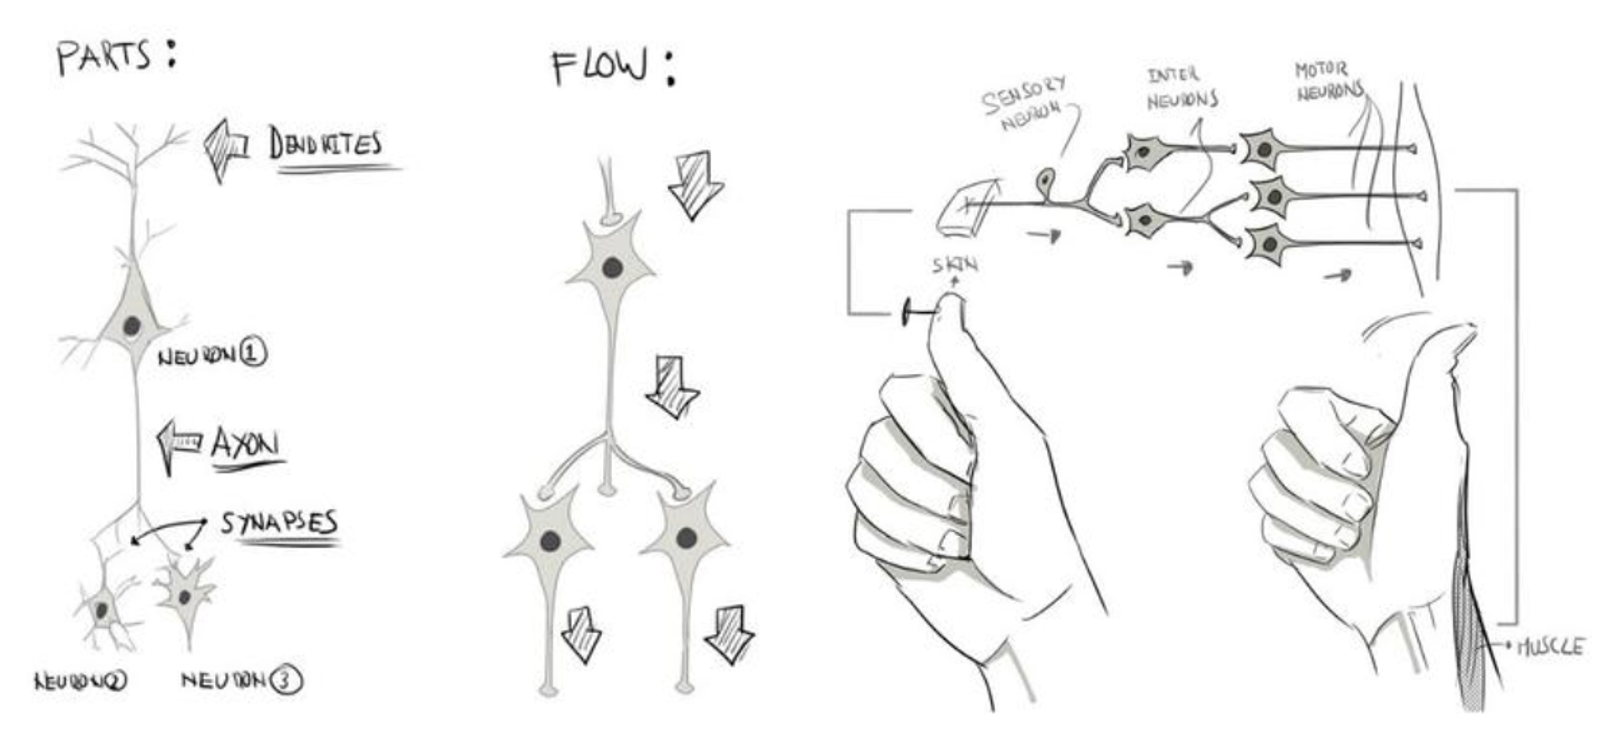 PARTS:
DENDRITES
NEURON 1
AXON
SYNAPSES
NEURON 2
NEURON 3
FLOW:
SENSORY
NEURON
INTER
NEURONS
MOTOR
NEURONS
SKIN
MUSCLE